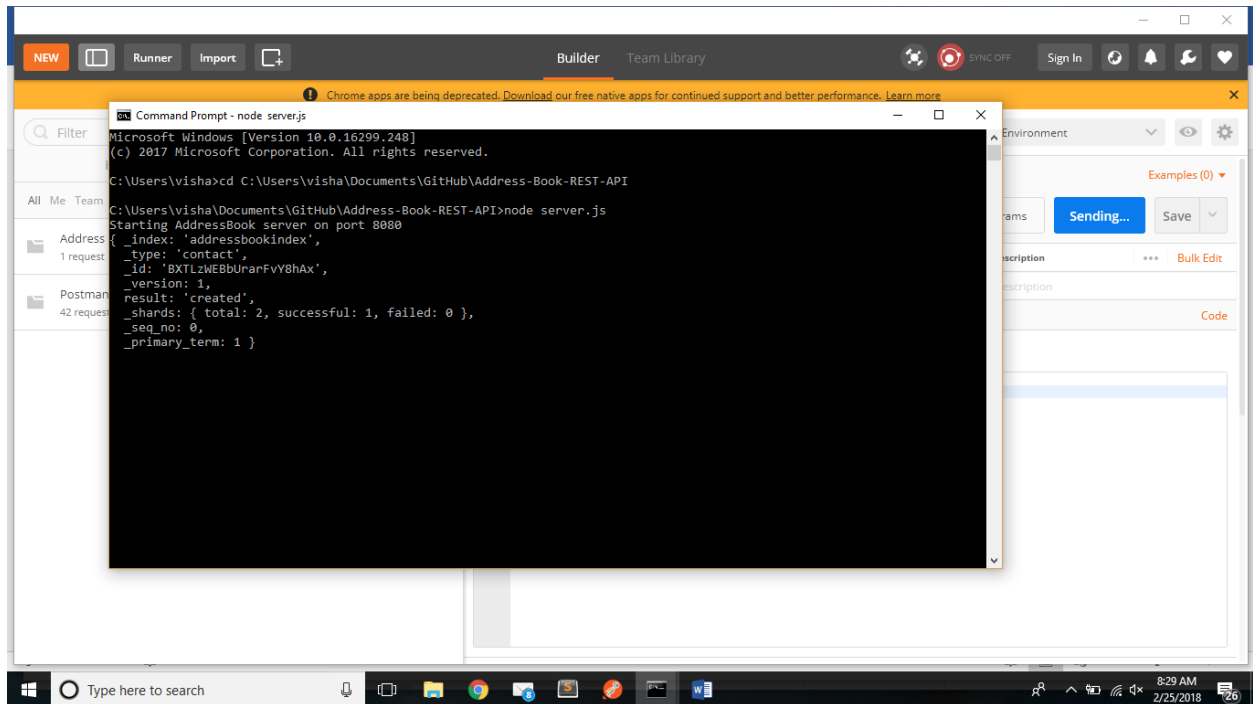 NEW
Runner
Import
Builder
Team Library
SYNC OFF
Sign In
Chrome apps are being deprecated. Download our free native apps for continued support and better performance. Learn more
Filter
Environment
Command Prompt - node server.js
Microsoft Windows [Version 10.0.16299.248]
(c) 2017 Microsoft Corporation. All rights reserved.
C:\Users\visha>cd C:\Users\visha\Documents\GitHub\Address-Book-REST-API
C:\Users\visha\Documents\GitHub\Address-Book-REST-API>node server.js
Starting AddressBook server on port 8080
{ _index: 'addressbookindex',
_type: 'contact',
_id: 'BXTLzWEBbUrarFvY8hAx',
_version: 1,
result: 'created',
_shards: { total: 2, successful: 1, failed: 0 },
_seq_no: 0,
_primary_term: 1 }
All Me Team
Address
1 request
Postman
42 reques
Examples (0)
rams
Sending...
Save
escription
Bulk Edit
escription
Code
Type here to search
8:29 AM
2/25/2018
26